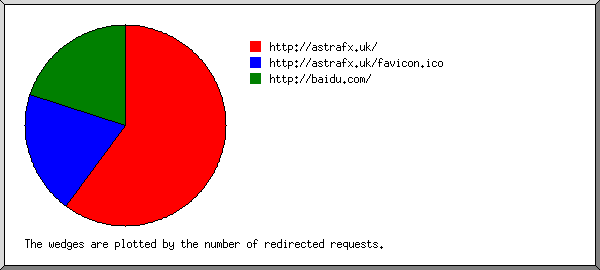 http://astrafx.uk/
http://astrafx.uk/favicon.ico
http://baidu.com/
The wedges are plotted by the number of redirected requests.